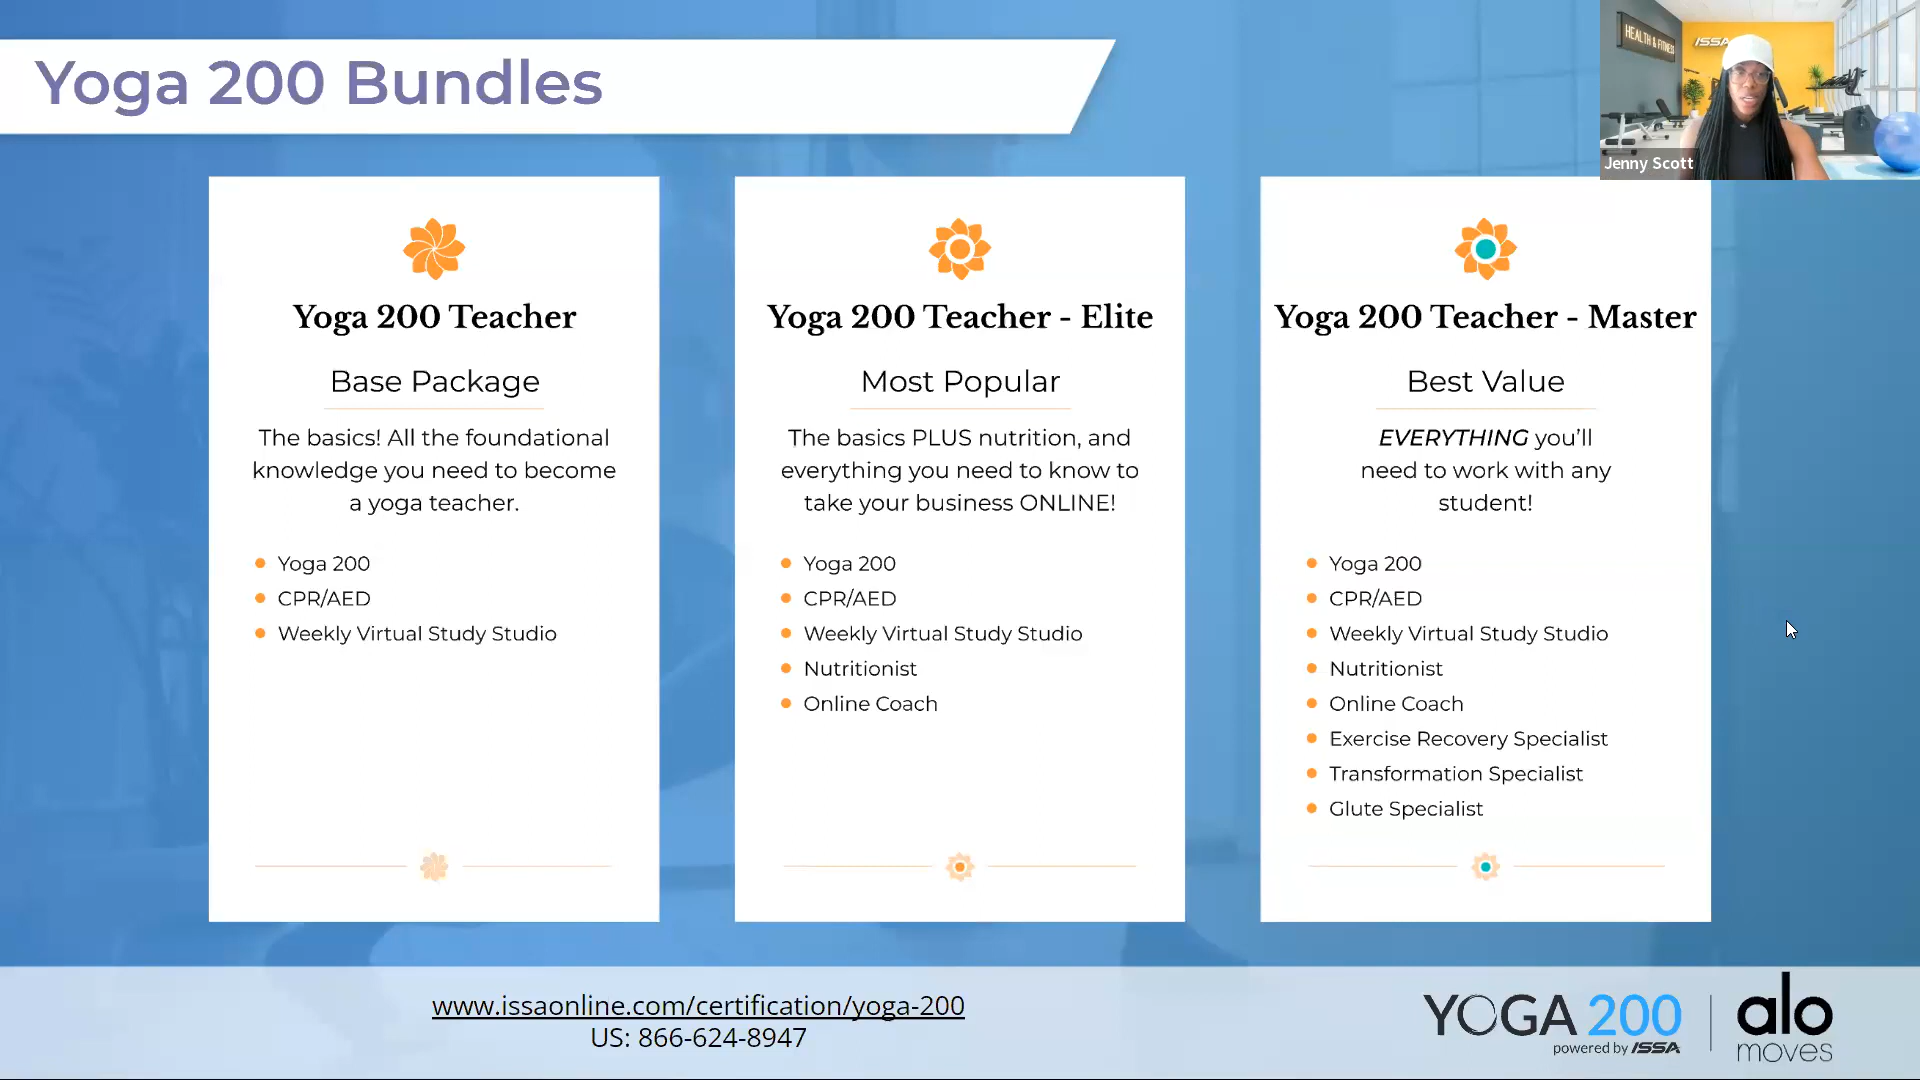 Yoga 200 Bundles
HEALTH & FITNESS
ISSA
Jenny Scott
Yoga 200 Teacher
Base Package
The basics! All the foundational
knowledge you need to become
a yoga teacher.
Yoga 200
CPR/AED
Weekly Virtual Study Studio
Yoga 200 Teacher - Elite
Most Popular
The basics PLUS nutrition, and
everything you need to know to
take your business ONLINE!
Yoga 200
CPR/AED
Weekly Virtual Study Studio
Nutritionist
Online Coach
Yoga 200 Teacher - Master
Best Value
EVERYTHING you'll
need to work with any
student!
Yoga 200
CPR/AED
Weekly Virtual Study Studio
Nutritionist
Online Coach
Exercise Recovery Specialist
Transformation Specialist
Glute Specialist
www.issaonline.com/certification/yoga-200
US: 866-624-8947
YOGA 200
powered by ISSA
alo
moves